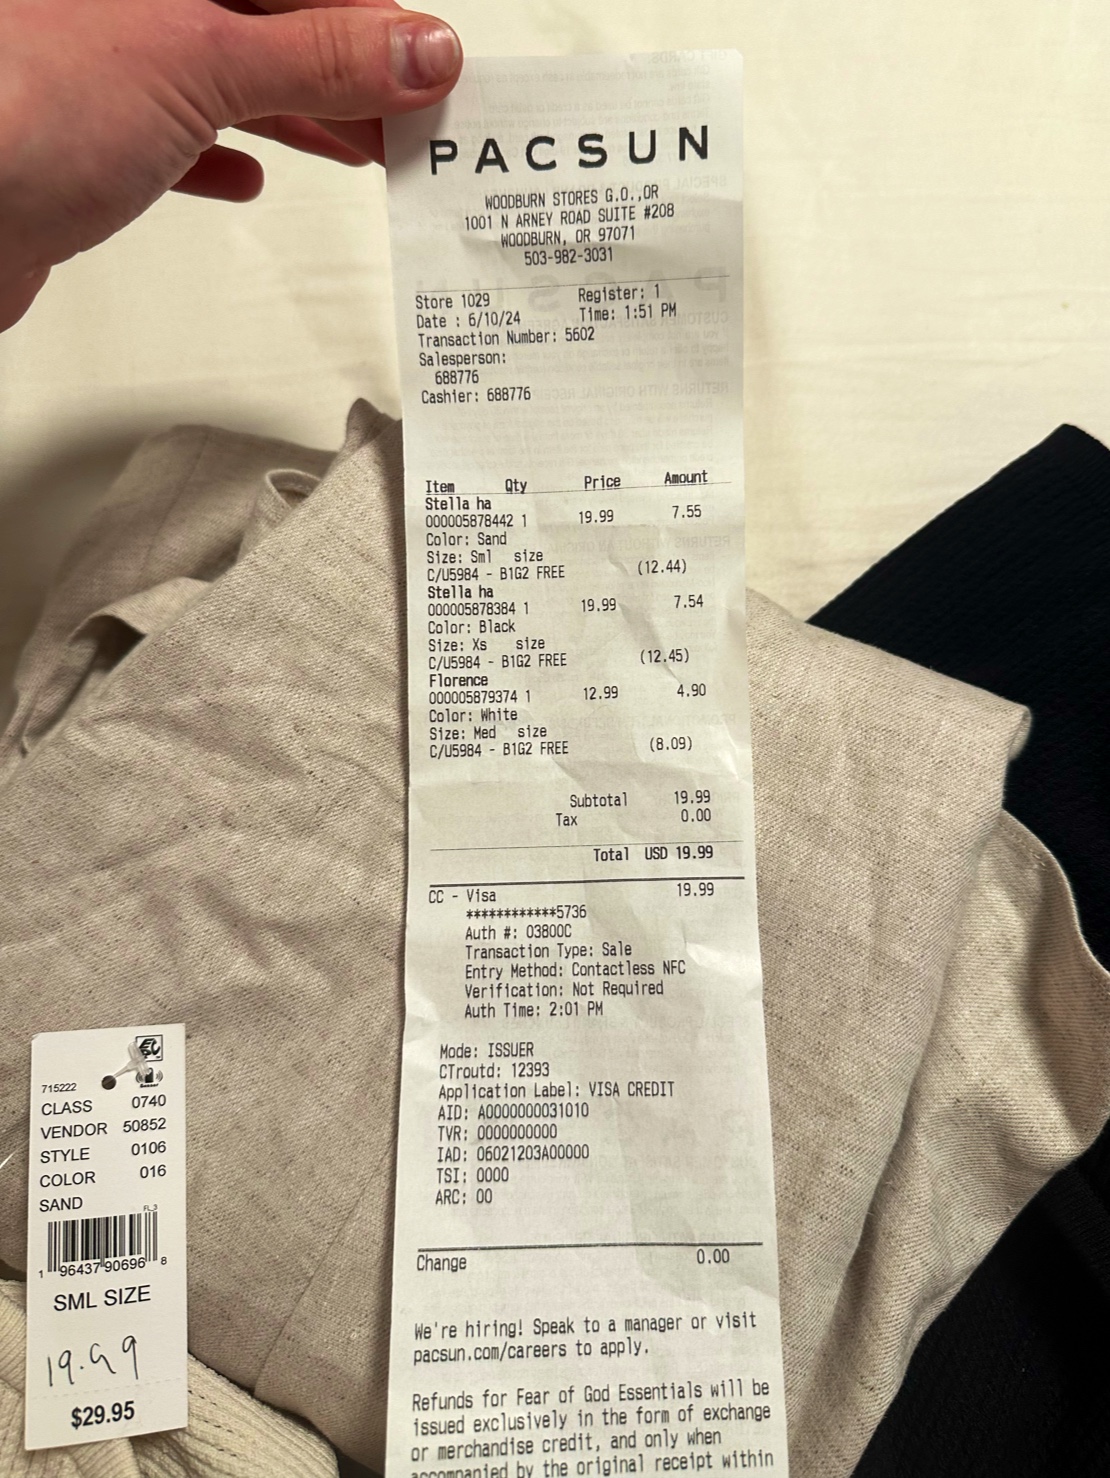 PACSUN
WOODBURN STORES G.O.,OR
1001 N ARNEY ROAD SUITE #208
WOODBURN, OR 97071
503-982-3031
Store 1029 Register: 1
Date : 6/10/24 Time: 1:51 PM
Transaction Number: 5602
Salesperson:
688776
Cashier: 688776
Item Qty Price Amount
Stella ha
000005878442 1 19.99 7.55
Color: Sand
Size: Sml size
C/U5984 - B1G2 FREE (12.44)
Stella ha
000005878384 1 19.99 7.54
Color: Black
Size: Xs size
C/U5984 - B1G2 FREE (12.45)
Florence
000005879374 1 12.99 4.90
Color: White
Size: Med size
C/U5984 - B1G2 FREE (8.09)
Subtotal 19.99
Tax 0.00
Total USD 19.99
CC - Visa 19.99
************5736
Auth #: 03800C
Transaction Type: Sale
Entry Method: Contactless NFC
Verification: Not Required
Auth Time: 2:01 PM
Mode: ISSUER
CTroutd: 12393
Application Label: VISA CREDIT
AID: A0000000031010
TVR: 0000000000
IAD: 06021203A00000
TSI: 0000
ARC: 00
Change 0.00
We're hiring! Speak to a manager or visit
pacsun.com/careers to apply.
Refunds for Fear of God Essentials will be
issued exclusively in the form of exchange
or merchandise credit, and only when
accompanied by the original receipt within
715222
CLASS 0740
VENDOR 50852
STYLE 0106
COLOR 016
SAND
FL_3
1 96437 90696 8
SML SIZE
19.99
$29.95